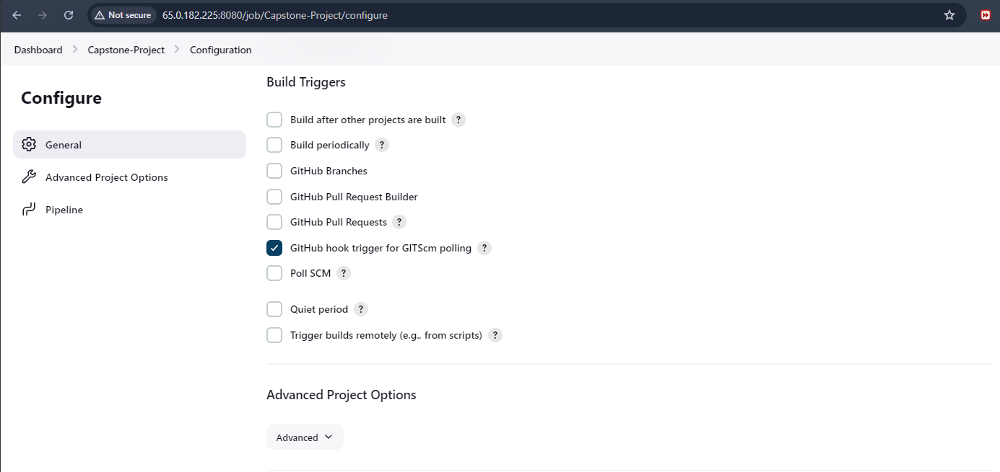 Not secure 65.0.182.225:8080/job/Capstone-Project/configure
Dashboard > Capstone-Project > Configuration
Configure
General
Advanced Project Options
Pipeline
Build Triggers
Build after other projects are built ?
Build periodically ?
GitHub Branches
GitHub Pull Request Builder
GitHub Pull Requests ?
GitHub hook trigger for GITScm polling ?
Poll SCM ?
Quiet period ?
Trigger builds remotely (e.g., from scripts) ?
Advanced Project Options
Advanced